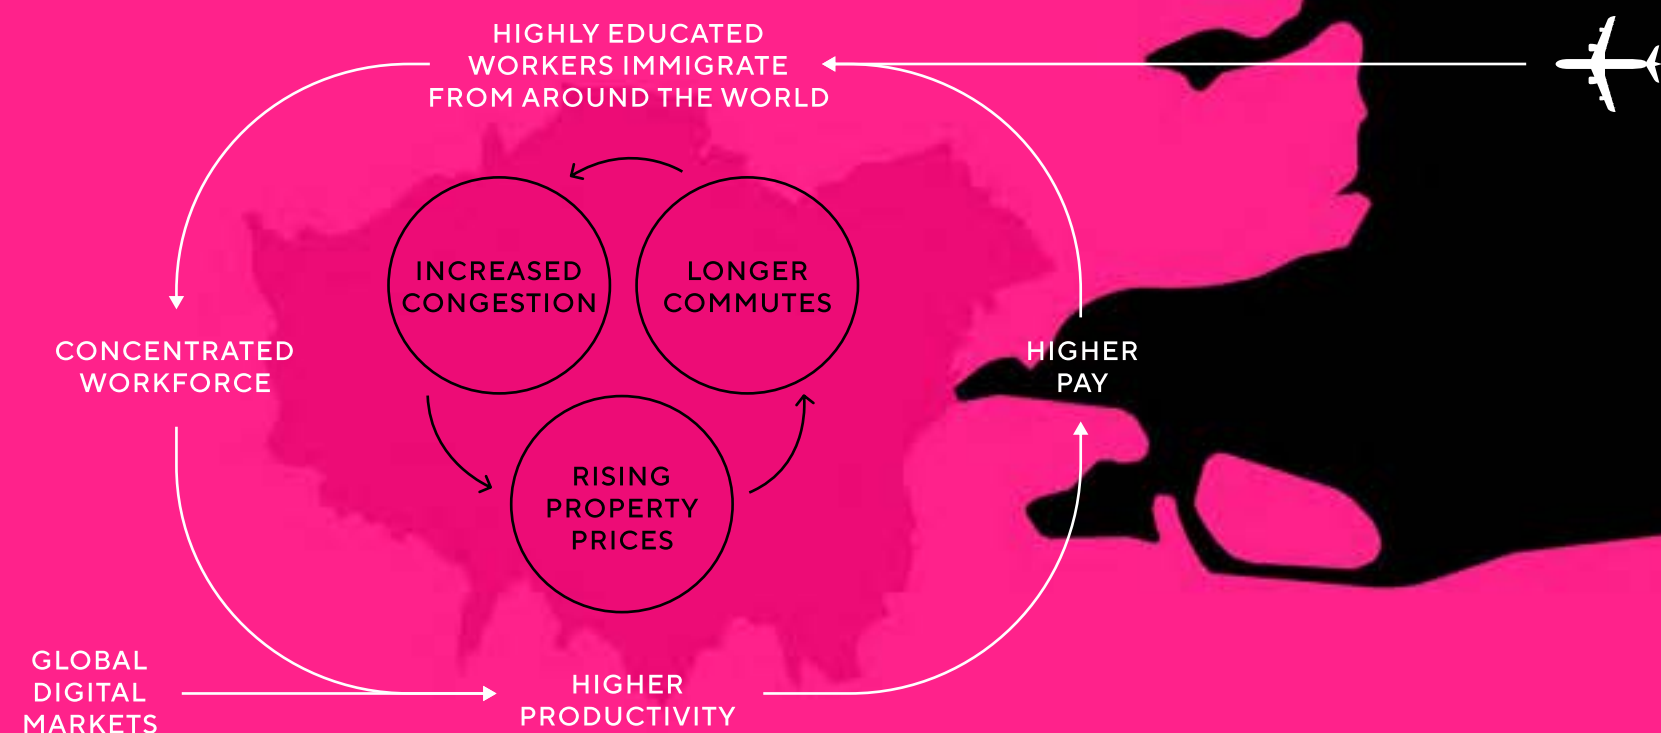 HIGHLY EDUCATED
WORKERS IMMIGRATE
FROM AROUND THE WORLD
INCREASED
CONGESTION
LONGER
COMMUTES
CONCENTRATED
WORKFORCE
HIGHER
PAY
RISING
PROPERTY
PRICES
GLOBAL
DIGITAL
MARKETS
HIGHER
PRODUCTIVITY